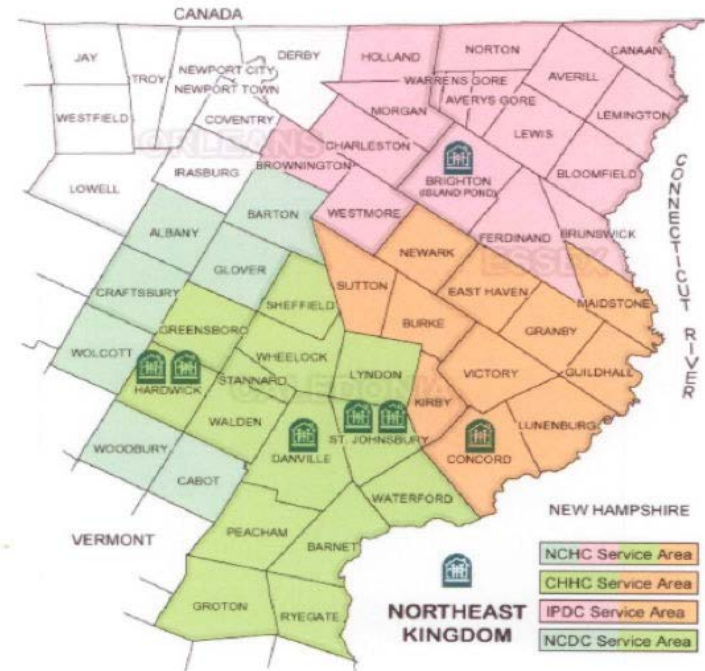 CANADA
JAY
TROY
NEWPORT CITY
NEWPORT TOWN
DERBY
HOLLAND
NORTON
CANAAN
WARRENS GORE
AVERYS GORE
AVERILL
WESTFIELD
COVENTRY
MORGAN
LEMINGTON
LEWIS
ORLEANS
CHARLESTON
LOWELL
IRASBURG
BROWNINGTON
BRIGHTON
(ISLAND POND)
BLOOMFIELD
CONNECTICUT RIVER
ALBANY
BARTON
WESTMORE
FERDINAND
BRUNSWICK
NEWARK
ESSEX
GLOVER
SUTTON
EAST HAVEN
MAIDSTONE
CRAFTSBURY
SHEFFIELD
GREENSBORO
BURKE
GRANBY
WOLCOTT
WHEELOCK
LYNDON
VICTORY
GUILDHALL
HARDWICK
STANNARD
CALEDONIA
KIRBY
WALDEN
ST. JOHNSBURY
LUNENBURG
WOODBURY
DANVILLE
CONCORD
CABOT
WATERFORD
VERMONT
PEACHAM
BARNET
NEW HAMPSHIRE
GROTON
RYEGATE
NORTHEAST
KINGDOM
NCHC Service Area
CHHC Service Area
IPDC Service Area
NCDC Service Area